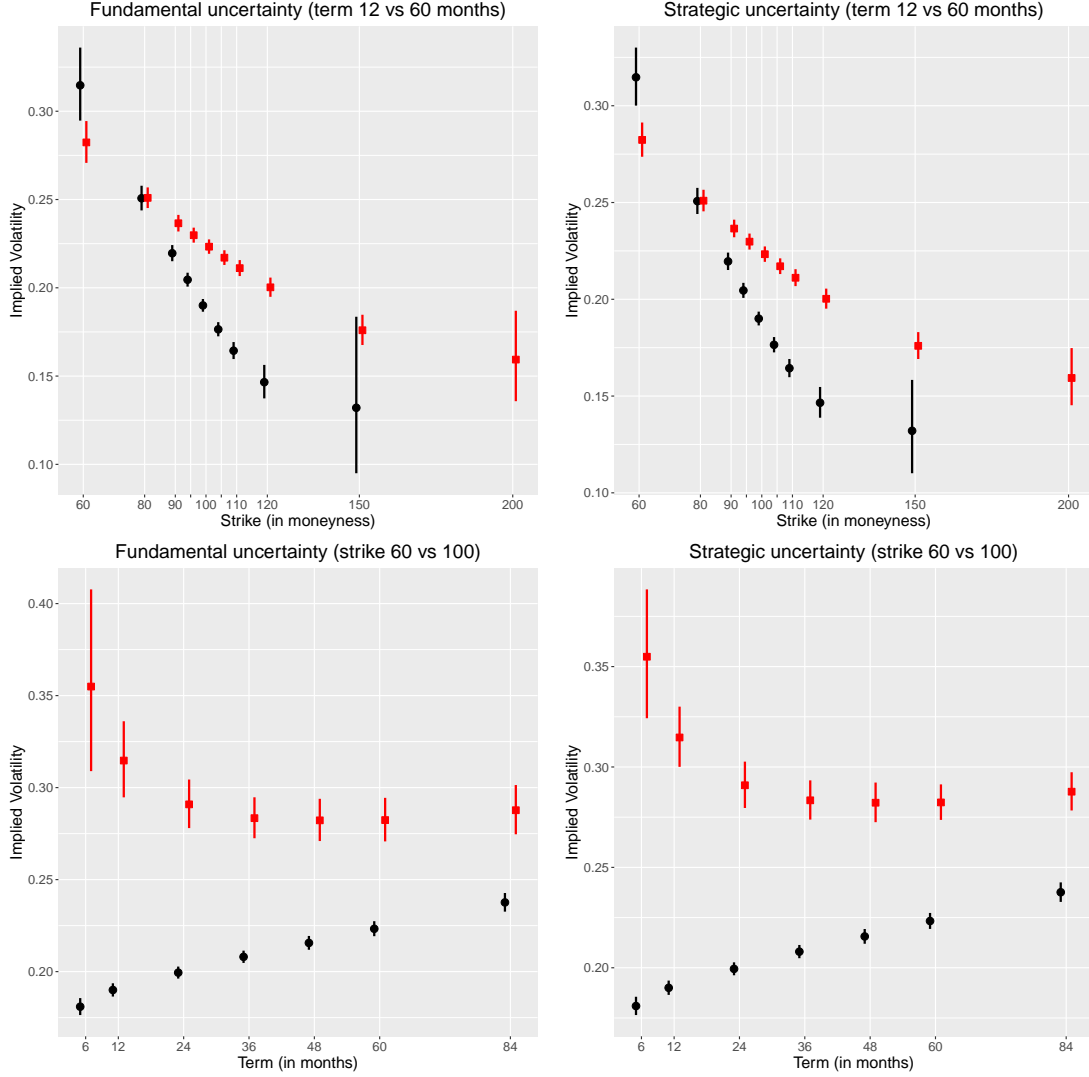 Fundamental uncertainty (term 12 vs 60 months)
Implied Volatility
0.30
0.25
0.20
0.15
0.10
60 80 90 100 110 120 150 200
Strike (in moneyness)
Strategic uncertainty (term 12 vs 60 months)
Implied Volatility
0.30
0.25
0.20
0.15
0.10
60 80 90 100 110 120 150 200
Strike (in moneyness)
Fundamental uncertainty (strike 60 vs 100)
Implied Volatility
0.40
0.35
0.30
0.25
0.20
6 12 24 36 48 60 84
Term (in months)
Strategic uncertainty (strike 60 vs 100)
Implied Volatility
0.35
0.30
0.25
0.20
6 12 24 36 48 60 84
Term (in months)